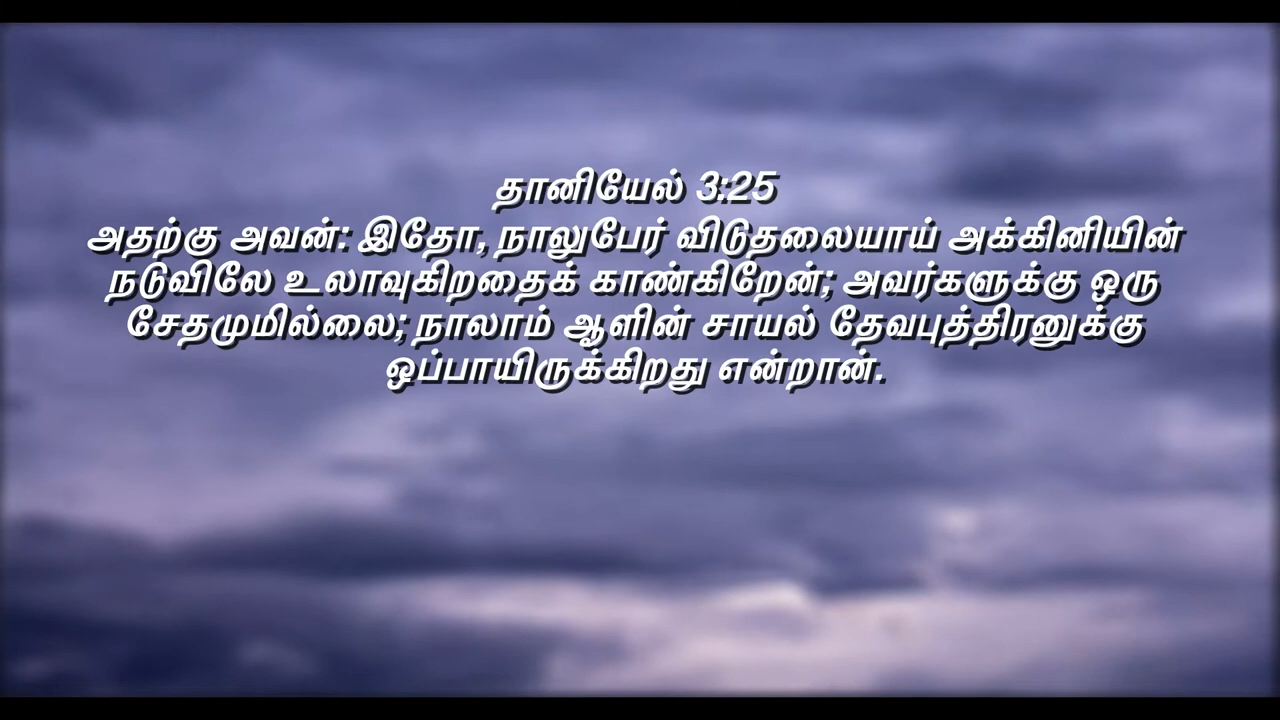 தானியேல் 3:25
அதற்கு அவன்: இதோ, நாலுபேர் விடுதலையாய் அக்கினியின்
நடுவிலே உலாவுகிறதைக் காண்கிறேன்; அவர்களுக்கு ஒரு
சேதமுமில்லை; நாலாம் ஆளின் சாயல் தேவபுத்திரனுக்கு
ஒப்பாயிருக்கிறது என்றான்.